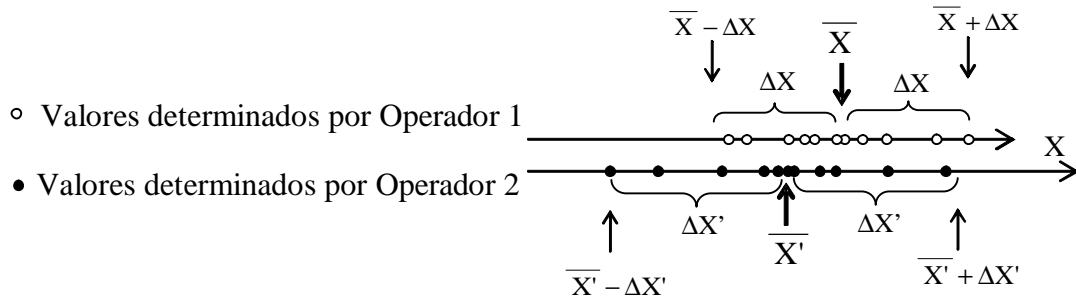 X̅ − ΔX
X̅
X̅ + ΔX
ΔX
ΔX
Valores determinados por Operador 1
X
Valores determinados por Operador 2
ΔX’
X̅'
ΔX’
X̅' − ΔX'
X̅' + ΔX'